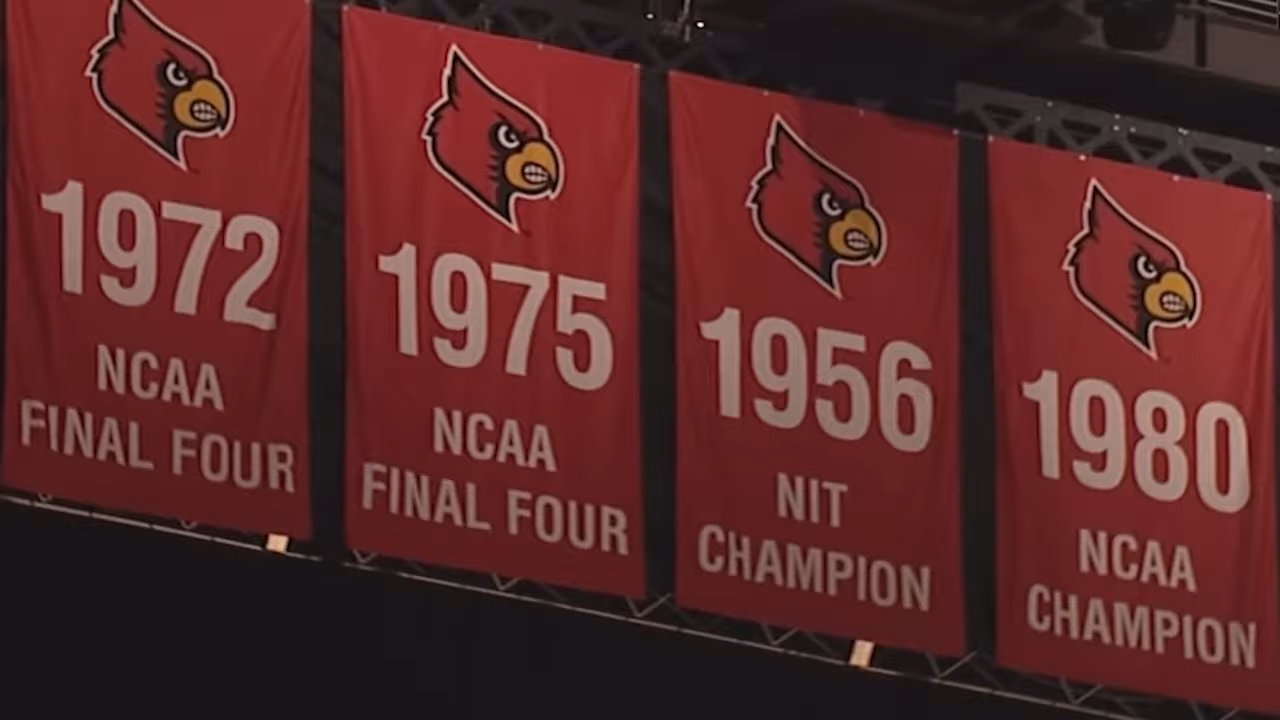 1972
NCAA
FINAL FOUR
1975
NCAA
FINAL FOUR
1956
NIT
CHAMPION
1980
NCAA
CHAMPION